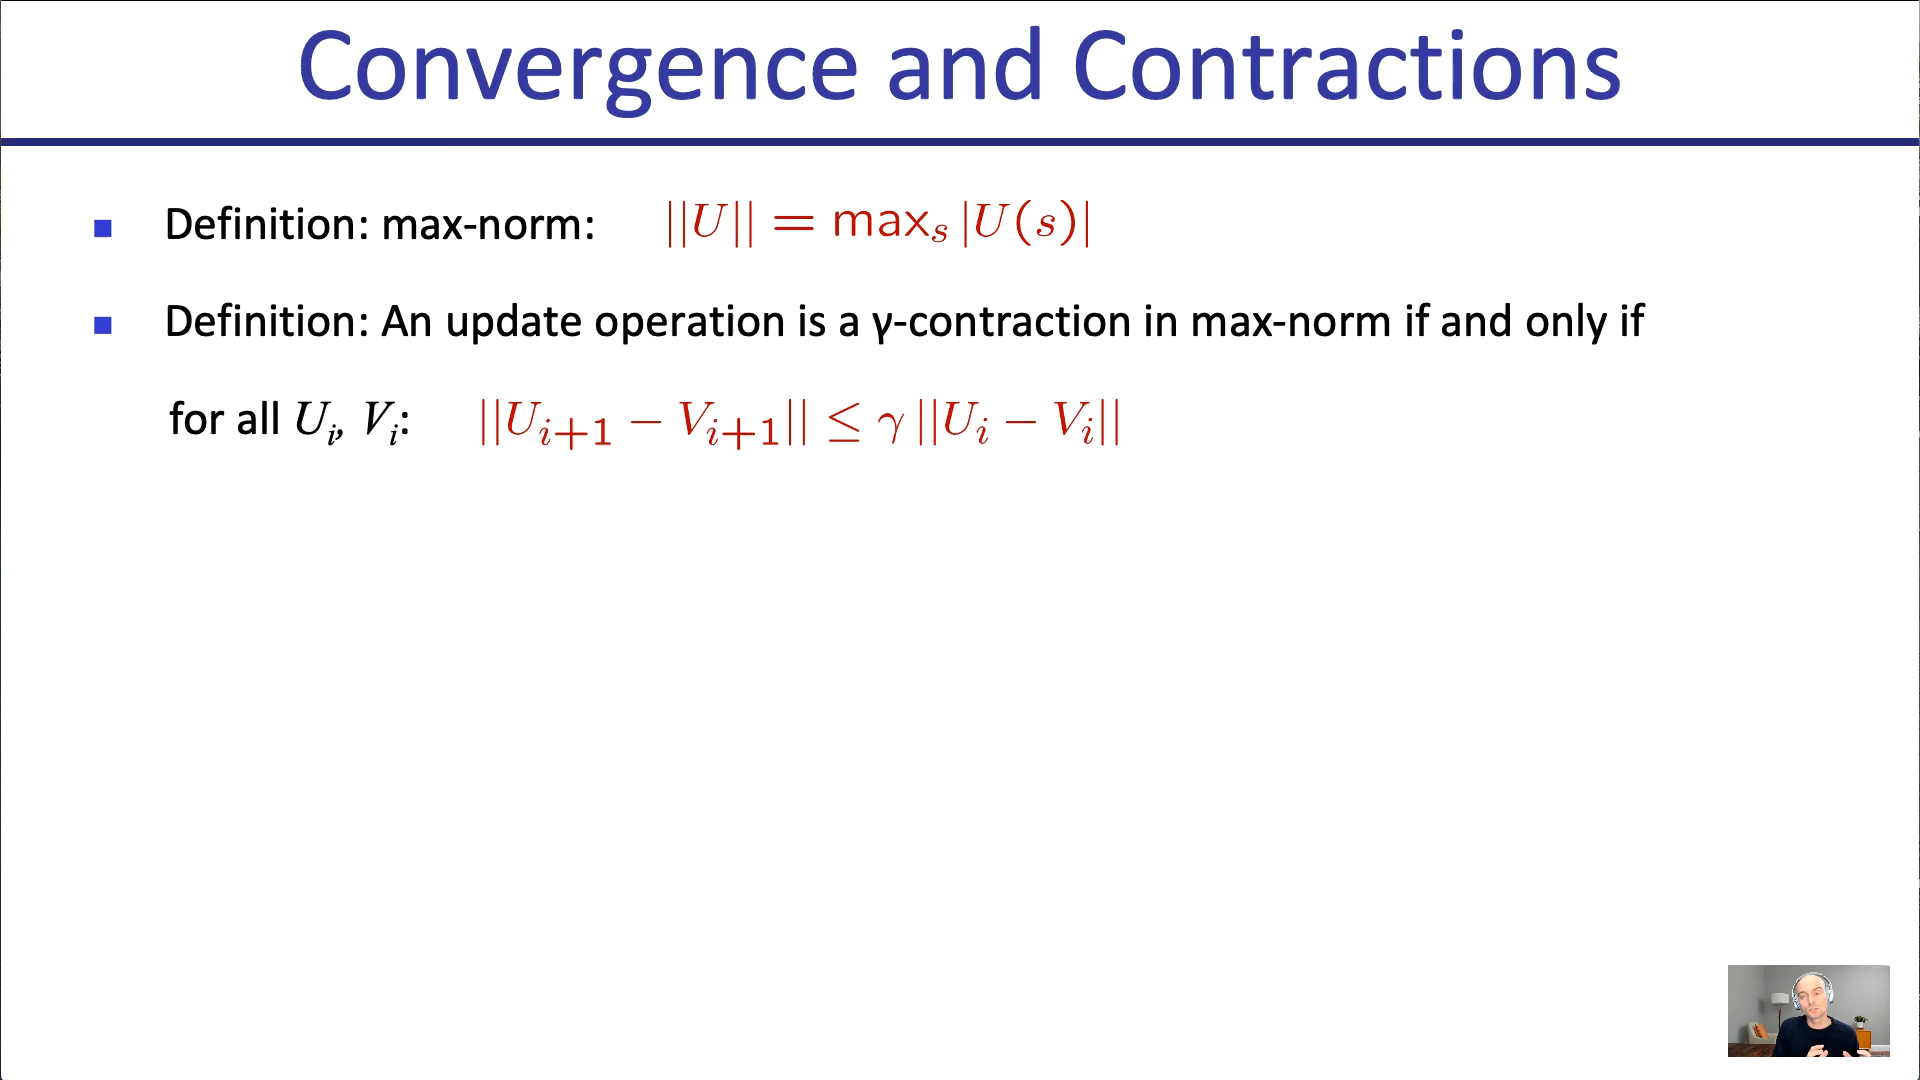 Convergence and Contractions
Definition: max-norm: ||U|| = max_s |U(s)|
Definition: An update operation is a γ-contraction in max-norm if and only if
for all U_i, V_i: ||U_{i+1} − V_{i+1}|| ≤ γ ||U_i − V_i||